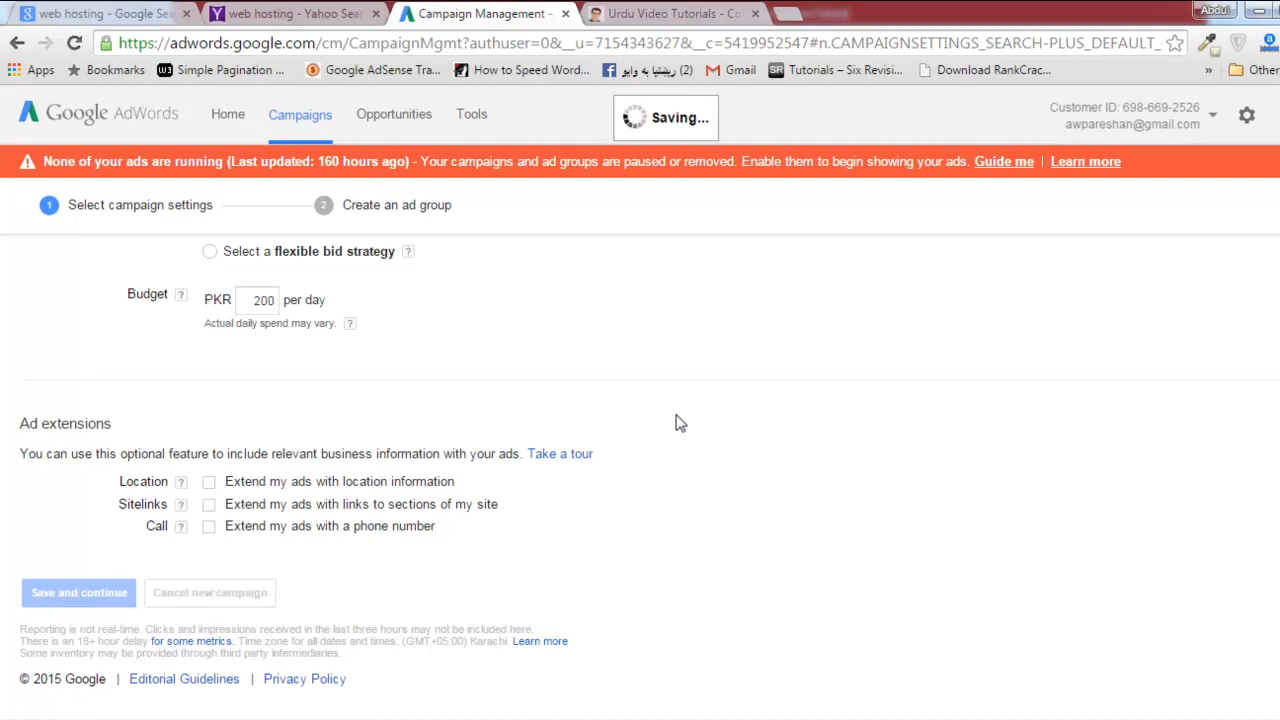 web hosting - Google Sea
web hosting - Yahoo Sear
Campaign Management –
Urdu Video Tutorials - Co
Abdul
https://adwords.google.com/cm/CampaignMgmt?authuser=0&__u=7154343627&__c=5419952547#n.CAMPAIGNSETTINGS_SEARCH-PLUS_DEFAULT_
Apps
Bookmarks
Simple Pagination ...
Google AdSense Tra...
How to Speed Word...
Gmail
Tutorials – Six Revisi...
Download RankCrac...
»
Other
Google AdWords
Home
Campaigns
Opportunities
Tools
Saving...
Customer ID: 698-669-2526
awpareshan@gmail.com
None of your ads are running (Last updated: 160 hours ago) - Your campaigns and ad groups are paused or removed. Enable them to begin showing your ads. Guide me | Learn more
1 Select campaign settings
2 Create an ad group
Select a flexible bid strategy ?
Budget ? PKR 200 per day
Actual daily spend may vary. ?
Ad extensions
You can use this optional feature to include relevant business information with your ads. Take a tour
Location ? Extend my ads with location information
Sitelinks ? Extend my ads with links to sections of my site
Call ? Extend my ads with a phone number
Save and continue
Cancel new campaign
Reporting is not real-time. Clicks and impressions received in the last three hours may not be included here.
There is an 18+ hour delay for some metrics. Time zone for all dates and times: (GMT+05:00) Karachi Learn more
Some inventory may be provided through third party intermediaries.
© 2015 Google | Editorial Guidelines | Privacy Policy